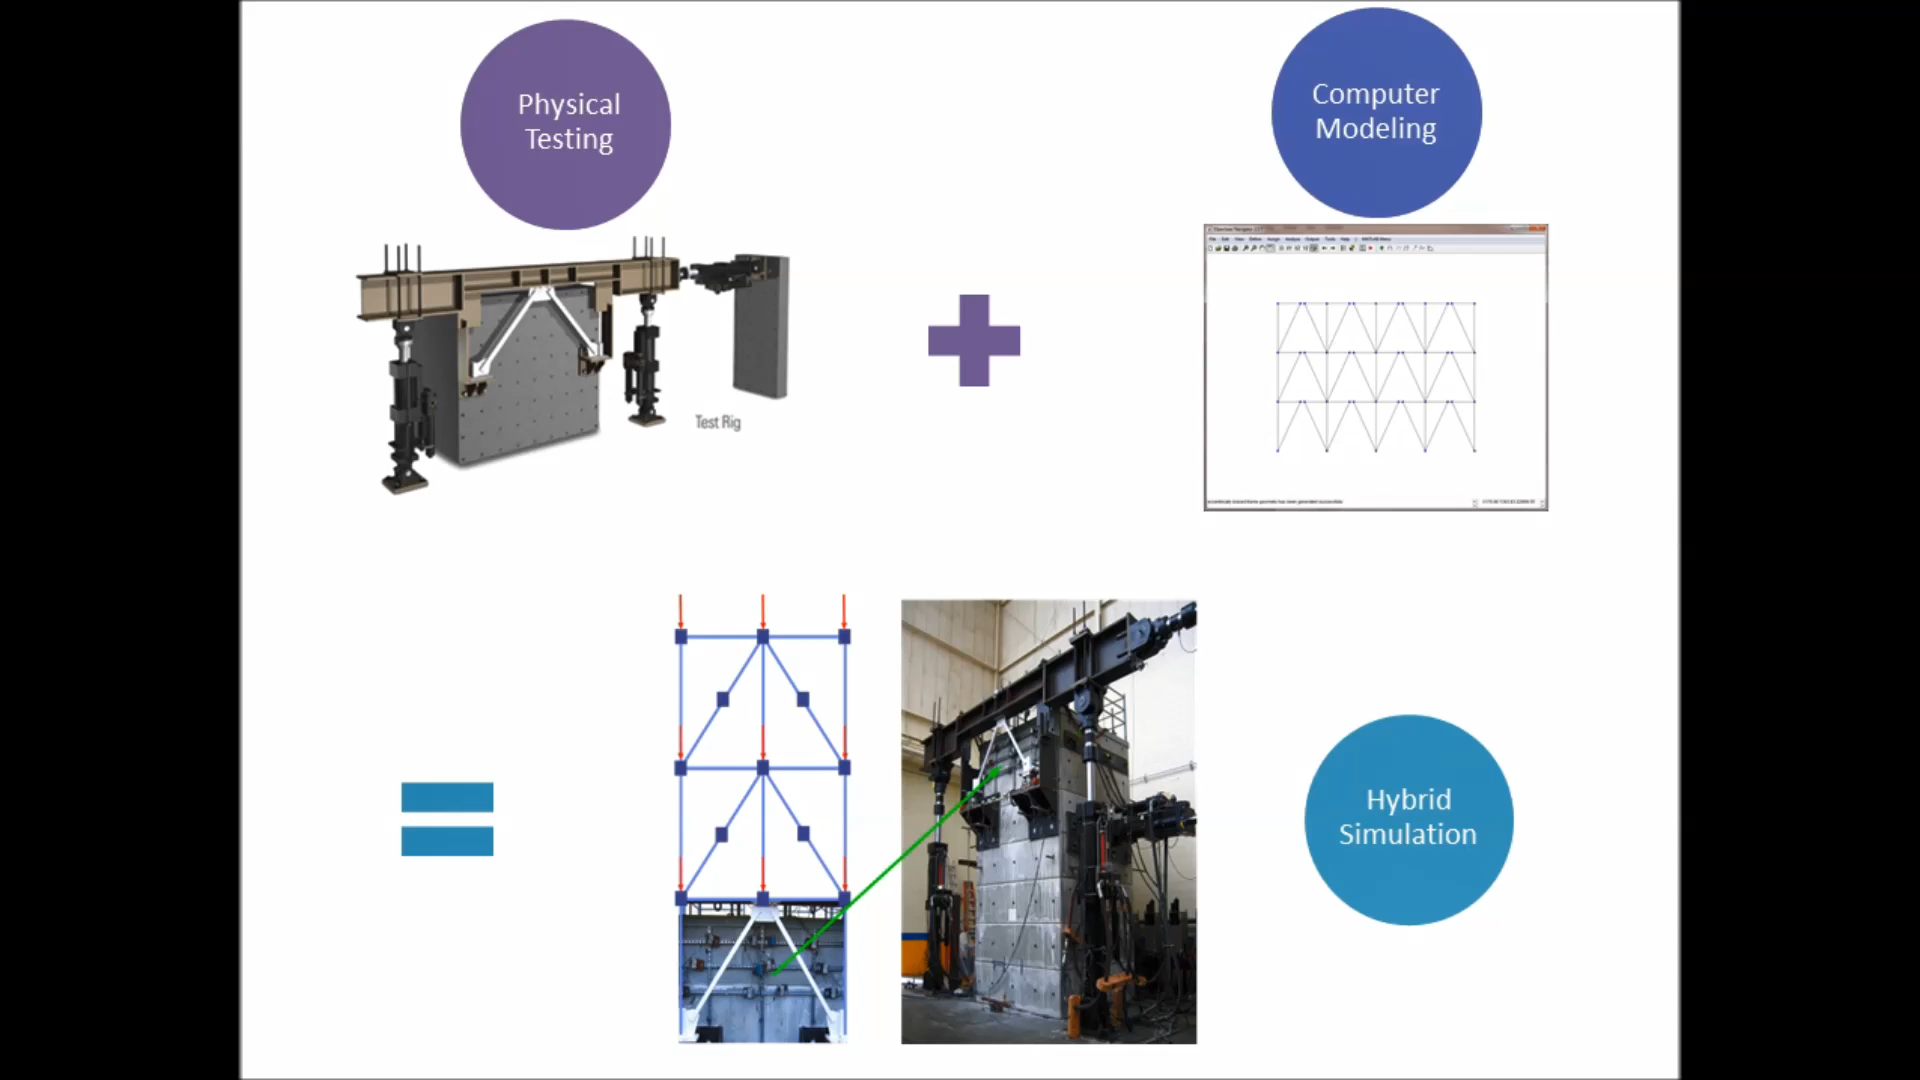 Physical
Testing
Computer
Modeling
Test Rig
Hybrid
Simulation